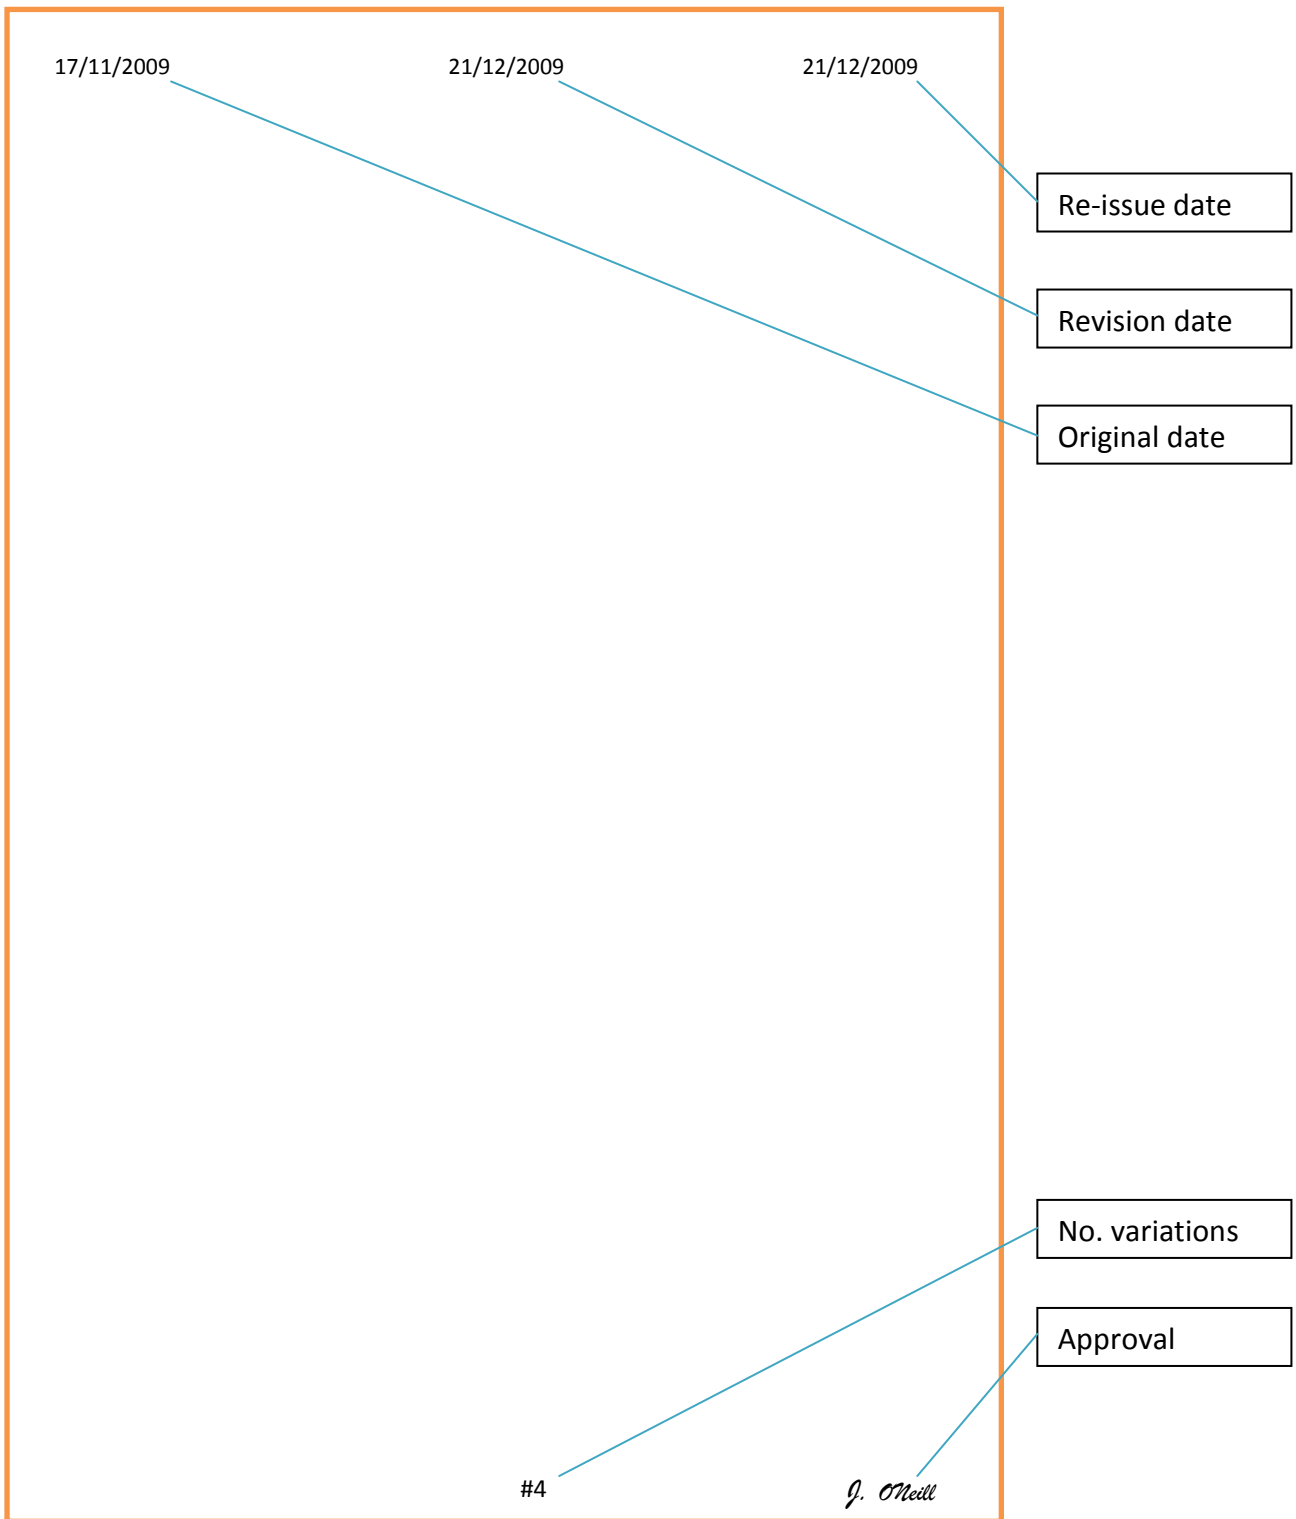 17/11/2009 21/12/2009 21/12/2009
Re-issue date
Revision date
Original date
No. variations
Approval
#4 J. ONeill